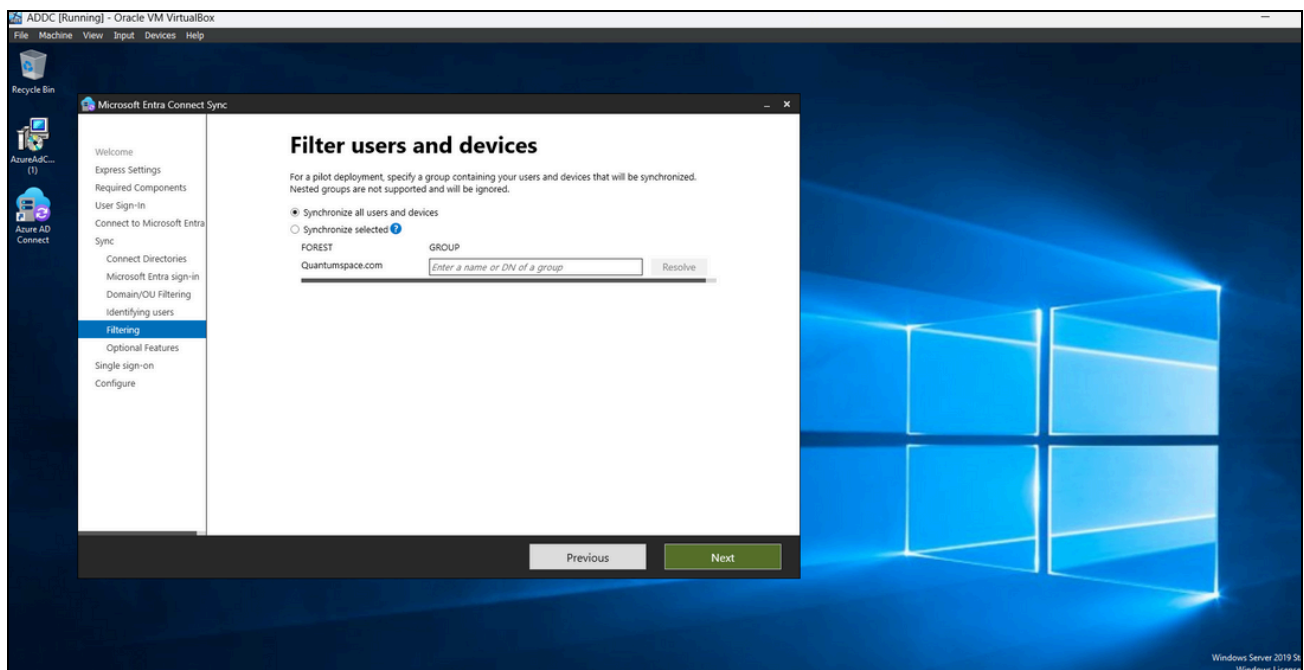 ADDC [Running] - Oracle VM VirtualBox
File Machine View Input Devices Help
Recycle Bin
AzureAdC...
(1)
Azure AD
Connect
Microsoft Entra Connect Sync
Welcome
Express Settings
Required Components
User Sign-In
Connect to Microsoft Entra
Sync
Connect Directories
Microsoft Entra sign-in
Domain/OU Filtering
Identifying users
Filtering
Optional Features
Single sign-on
Configure
Filter users and devices
For a pilot deployment, specify a group containing your users and devices that will be synchronized.
Nested groups are not supported and will be ignored.
Synchronize all users and devices
Synchronize selected ?
FOREST GROUP
Quantumspace.com Enter a name or DN of a group Resolve
Previous Next
Windows Server 2019 St
Windows License